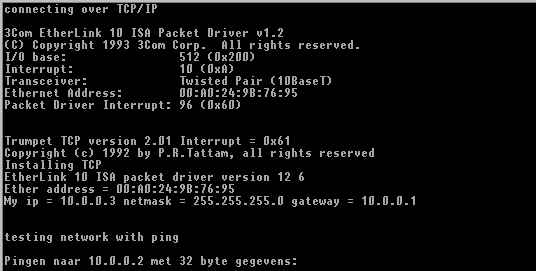 connecting over TCP/IP
3Com EtherLink 10 ISA Packet Driver v1.2
(C) Copyright 1993 3Com Corp.  All rights reserved.
I/O base:                512 (0x200)
Interrupt:               10 (0xA)
Transceiver:             Twisted Pair (10BaseT)
Ethernet Address:        00:A0:24:9B:76:95
Packet Driver Interrupt: 96 (0x60)
Trumpet TCP version 2.01 Interrupt = 0x61
Copyright (c) 1992 by P.R.Tattam, all rights reserved
Installing TCP
EtherLink 10 ISA packet driver version 12 6
Ether address = 00:A0:24:9B:76:95
My ip = 10.0.0.3 netmask = 255.255.255.0 gateway = 10.0.0.1
testing network with ping
Pingen naar 10.0.0.2 met 32 byte gegevens: